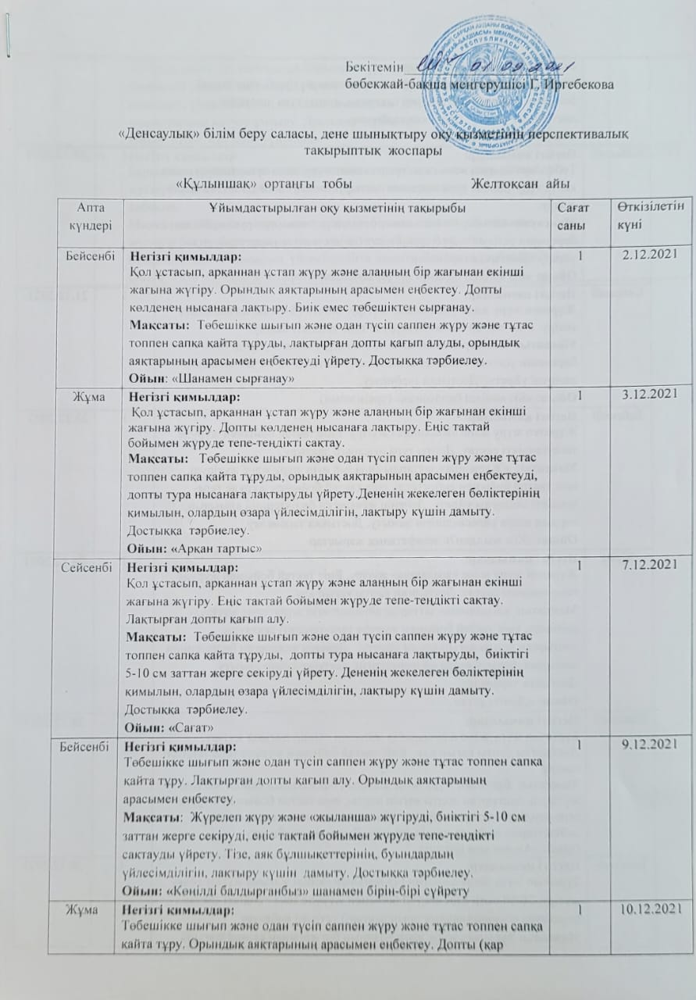 Бекітемін 01.09.2021
бөбекжай-бақша меңгерушісі Г. Иргебекова
«Денсаулық» білім беру саласы, дене шынықтыру оқу қызметінің перспективалық
тақырыптық жоспары
«Құлыншақ» ортаңғы тобы Желтоқсан айы
Апта күндері
Ұйымдастырылған оқу қызметінің тақырыбы
Сағат саны
Өткізілетін күні
Бейсенбі Негізгі қимылдар: 1 2.12.2021
Қол ұстасып, арқаннан ұстап жүру және алаңның бір жағынан екінші
жағына жүгіру. Орындық аяқтарының арасымен еңбектеу. Допты
көлденең нысанаға лақтыру. Биік емес төбешіктен сырғанау.
Мақсаты: Төбешікке шығып және одан түсіп саппен жүру және тұтас
топпен сапқа қайта тұруды, лақтырған допты қағып алуды, орындық
аяқтарының арасымен еңбектеуді үйрету. Достыққа тәрбиелеу.
Ойын: «Шанамен сырғанау»
Жұма Негізгі қимылдар: 1 3.12.2021
Қол ұстасып, арқаннан ұстап жүру және алаңның бір жағынан екінші
жағына жүгіру. Допты көлденең нысанаға лақтыру. Еңіс тақтай
бойымен жүруде тепе-теңдікті сақтау.
Мақсаты: Төбешікке шығып және одан түсіп саппен жүру және тұтас
топпен сапқа қайта тұруды, орындық аяқтарының арасымен еңбектеуді,
допты тура нысанаға лақтыруды үйрету.Дененің жекелеген бөліктерінің
қимылын, олардың өзара үйлесімділігін, лақтыру күшін дамыту.
Достыққа тәрбиелеу.
Ойын: «Арқан тартыс»
Сейсенбі Негізгі қимылдар: 1 7.12.2021
Қол ұстасып, арқаннан ұстап жүру және алаңның бір жағынан екінші
жағына жүгіру. Еңіс тақтай бойымен жүруде тепе-теңдікті сақтау.
Лақтырған допты қағып алу.
Мақсаты: Төбешікке шығып және одан түсіп саппен жүру және тұтас
топпен сапқа қайта тұруды, допты тура нысанаға лақтыруды, биіктігі
5-10 см заттан жерге секіруді үйрету. Дененің жекелеген бөліктерінің
қимылын, олардың өзара үйлесімділігін, лақтыру күшін дамыту.
Достыққа тәрбиелеу.
Ойын: «Сағат»
Бейсенбі Негізгі қимылдар: 1 9.12.2021
Төбешікке шығып және одан түсіп саппен жүру және тұтас топпен сапқа
қайта тұру. Лақтырған допты қағып алу. Орындық аяқтарының
арасымен еңбектеу.
Мақсаты: Жүрелеп жүру және «жыланша» жүгіруді, биіктігі 5-10 см
заттан жерге секіруді, еңіс тақтай бойымен жүруде тепе-теңдікті
сақтауды үйрету. Тізе, аяқ бұлшықеттерінің, буындардың
үйлесімділігін, лақтыру күшін дамыту. Достыққа тәрбиелеу.
Ойын: «Көңілді балдырғанбыз» шанамен бірін-бірі сүйрету
Жұма Негізгі қимылдар: 1 10.12.2021
Төбешікке шығып және одан түсіп саппен жүру және тұтас топпен сапқа
қайта тұру. Орындық аяқтарының арасымен еңбектеу. Допты (қар